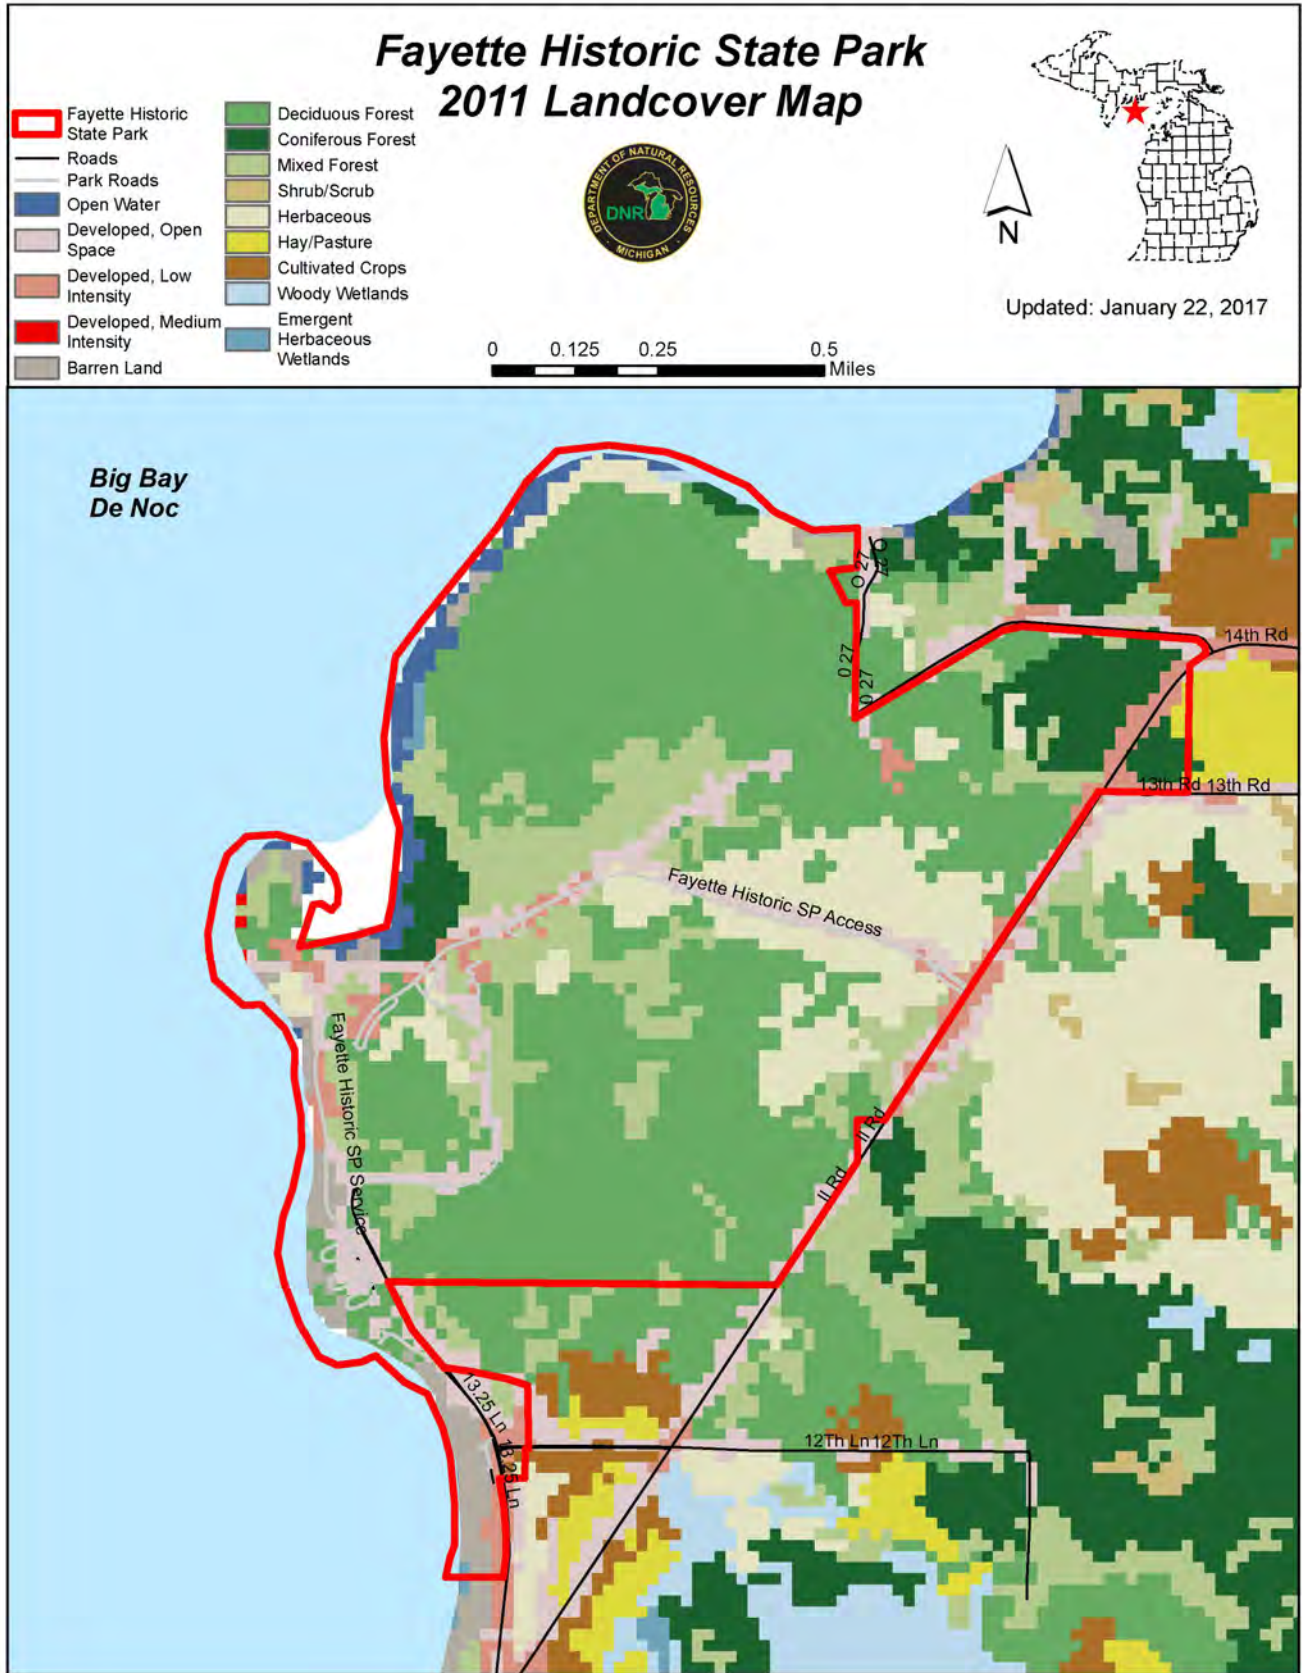 Fayette Historic State Park
2011 Landcover Map
Fayette Historic
State Park
Roads
Park Roads
Open Water
Developed, Open
Space
Developed, Low
Intensity
Developed, Medium
Intensity
Barren Land
Deciduous Forest
Coniferous Forest
Mixed Forest
Shrub/Scrub
Herbaceous
Hay/Pasture
Cultivated Crops
Woody Wetlands
Emergent
Herbaceous
Wetlands
DEPARTMENT OF NATURAL RESOURCES
DNR
MICHIGAN
N
Updated: January 22, 2017
0 0.125 0.25 0.5
Miles
Big Bay
De Noc
O 27
O 27
0 27
0 27
14th Rd
13th Rd 13th Rd
Fayette Historic SP Access
Fayette Historic SP Service
II Rd
II Rd
13.25 Ln
13.25 Ln
12Th Ln 12Th Ln